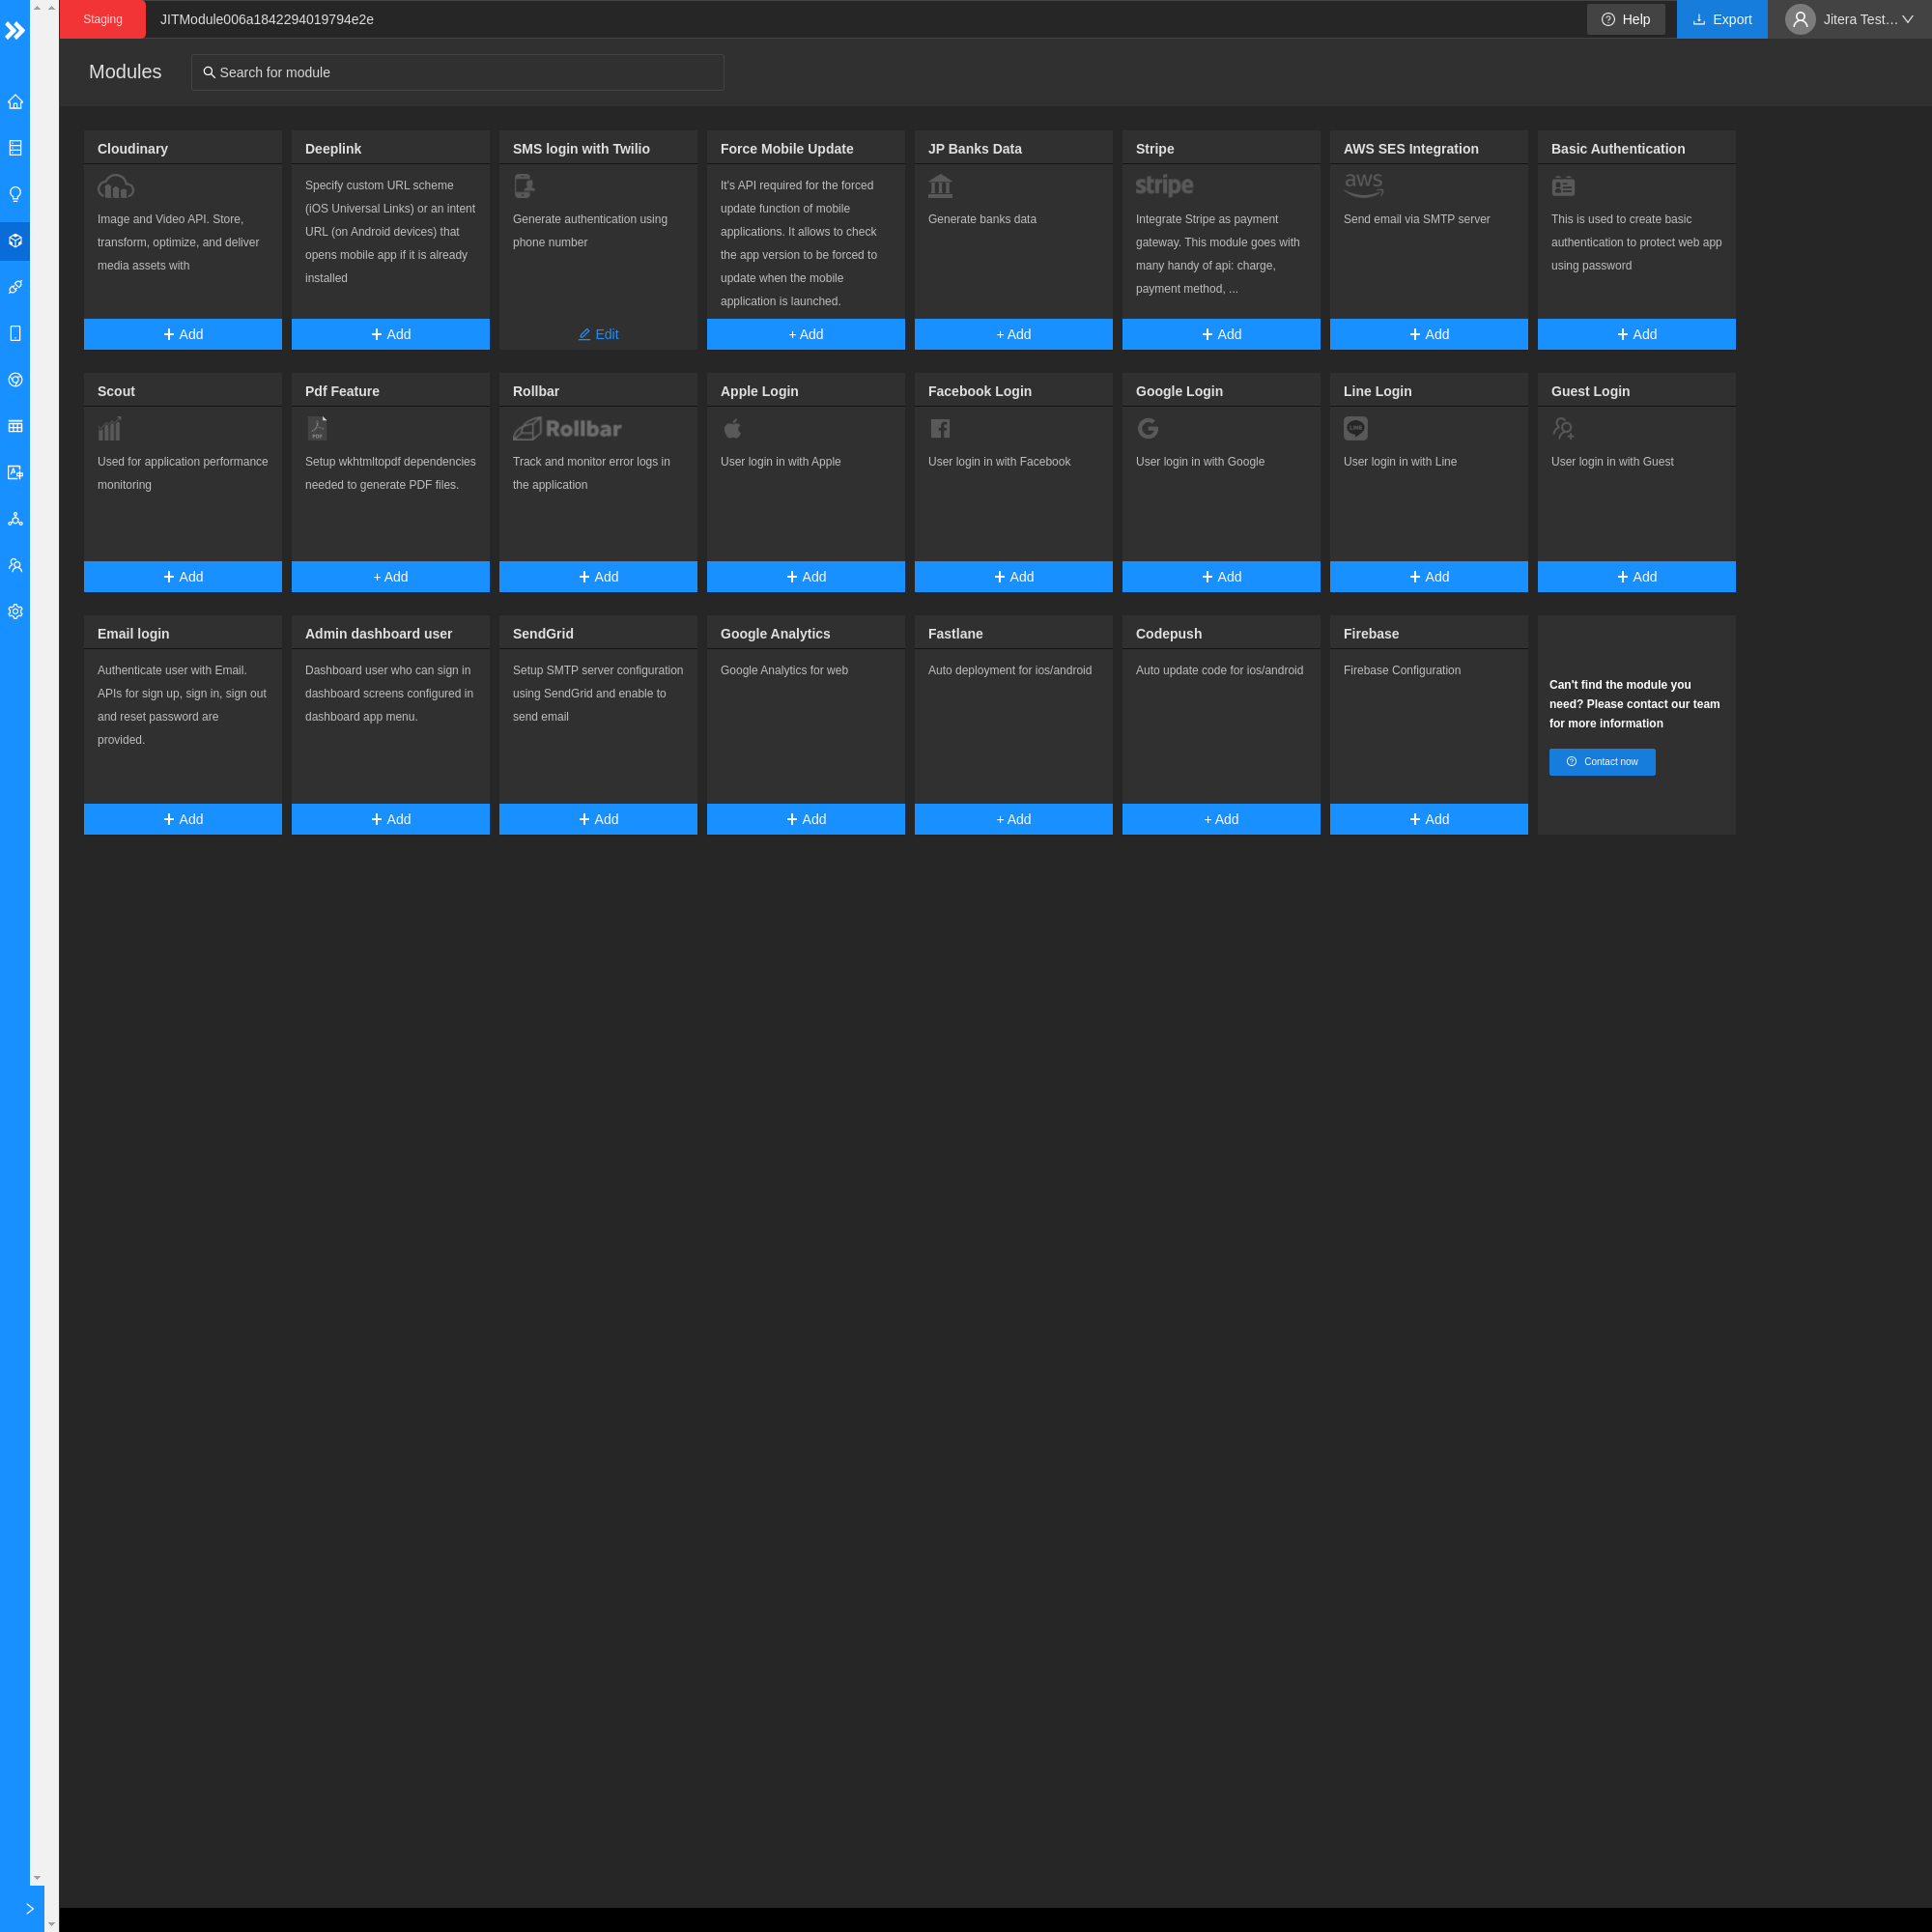 Staging
JITModule006a1842294019794e2e
Help
Export
Jitera Test...
Modules
Search for module
Cloudinary
Image and Video API. Store,
transform, optimize, and deliver
media assets with
+ Add
Deeplink
Specify custom URL scheme
(iOS Universal Links) or an intent
URL (on Android devices) that
opens mobile app if it is already
installed
+ Add
SMS login with Twilio
Generate authentication using
phone number
Edit
Force Mobile Update
It's API required for the forced
update function of mobile
applications. It allows to check
the app version to be forced to
update when the mobile
application is launched.
+ Add
JP Banks Data
Generate banks data
+ Add
Stripe
stripe
Integrate Stripe as payment
gateway. This module goes with
many handy of api: charge,
payment method, ...
+ Add
AWS SES Integration
aws
Send email via SMTP server
+ Add
Basic Authentication
This is used to create basic
authentication to protect web app
using password
+ Add
Scout
Used for application performance
monitoring
+ Add
Pdf Feature
PDF
Setup wkhtmltopdf dependencies
needed to generate PDF files.
+ Add
Rollbar
Rollbar
Track and monitor error logs in
the application
+ Add
Apple Login
User login in with Apple
+ Add
Facebook Login
User login in with Facebook
+ Add
Google Login
User login in with Google
+ Add
Line Login
LINE
User login in with Line
+ Add
Guest Login
User login in with Guest
+ Add
Email login
Authenticate user with Email.
APIs for sign up, sign in, sign out
and reset password are
provided.
+ Add
Admin dashboard user
Dashboard user who can sign in
dashboard screens configured in
dashboard app menu.
+ Add
SendGrid
Setup SMTP server configuration
using SendGrid and enable to
send email
+ Add
Google Analytics
Google Analytics for web
+ Add
Fastlane
Auto deployment for ios/android
+ Add
Codepush
Auto update code for ios/android
+ Add
Firebase
Firebase Configuration
+ Add
Can't find the module you
need? Please contact our team
for more information
Contact now